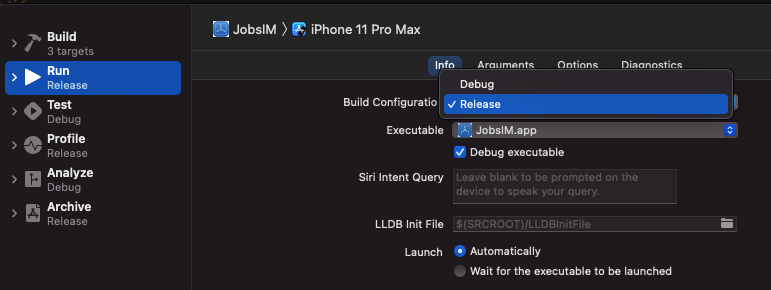 JobsIM 〉 iPhone 11 Pro Max
Build
3 targets
Run
Release
Test
Debug
Profile
Release
Analyze
Debug
Archive
Release
Info Arguments Options Diagnostics
Build Configuratio
Debug
✓ Release
Executable JobsIM.app
Debug executable
Siri Intent Query Leave blank to be prompted on the
device to speak your query.
LLDB Init File $(SRCROOT)/LLDBInitFile
Launch Automatically
Wait for the executable to be launched